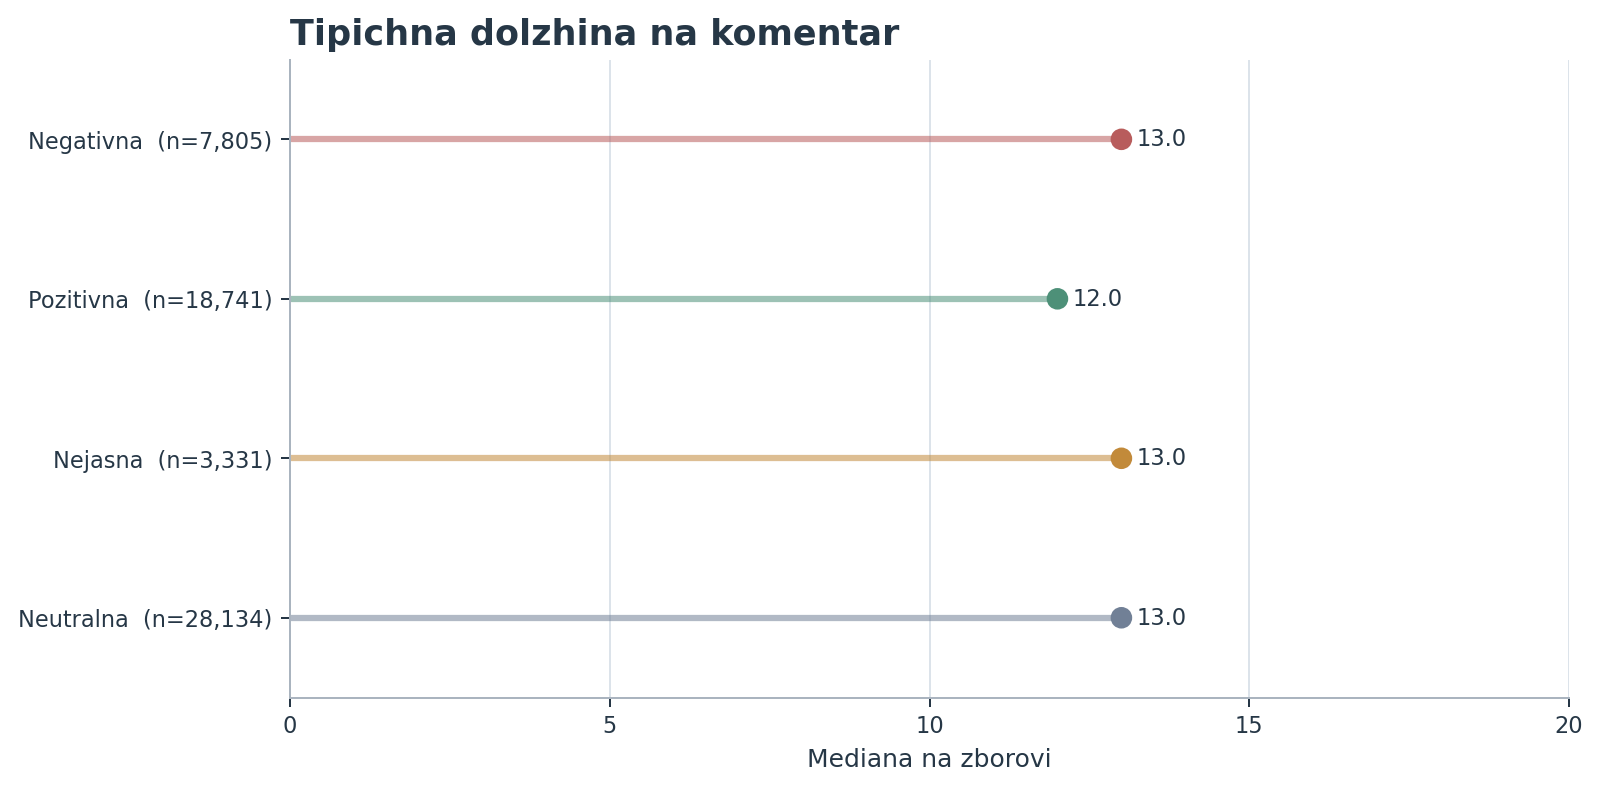 Tipichna dolzhina na komentar
Negativna (n=7,805)
13.0
Pozitivna (n=18,741)
12.0
Nejasna (n=3,331)
13.0
Neutralna (n=28,134)
13.0
0 5 10 15 20
Mediana na zborovi